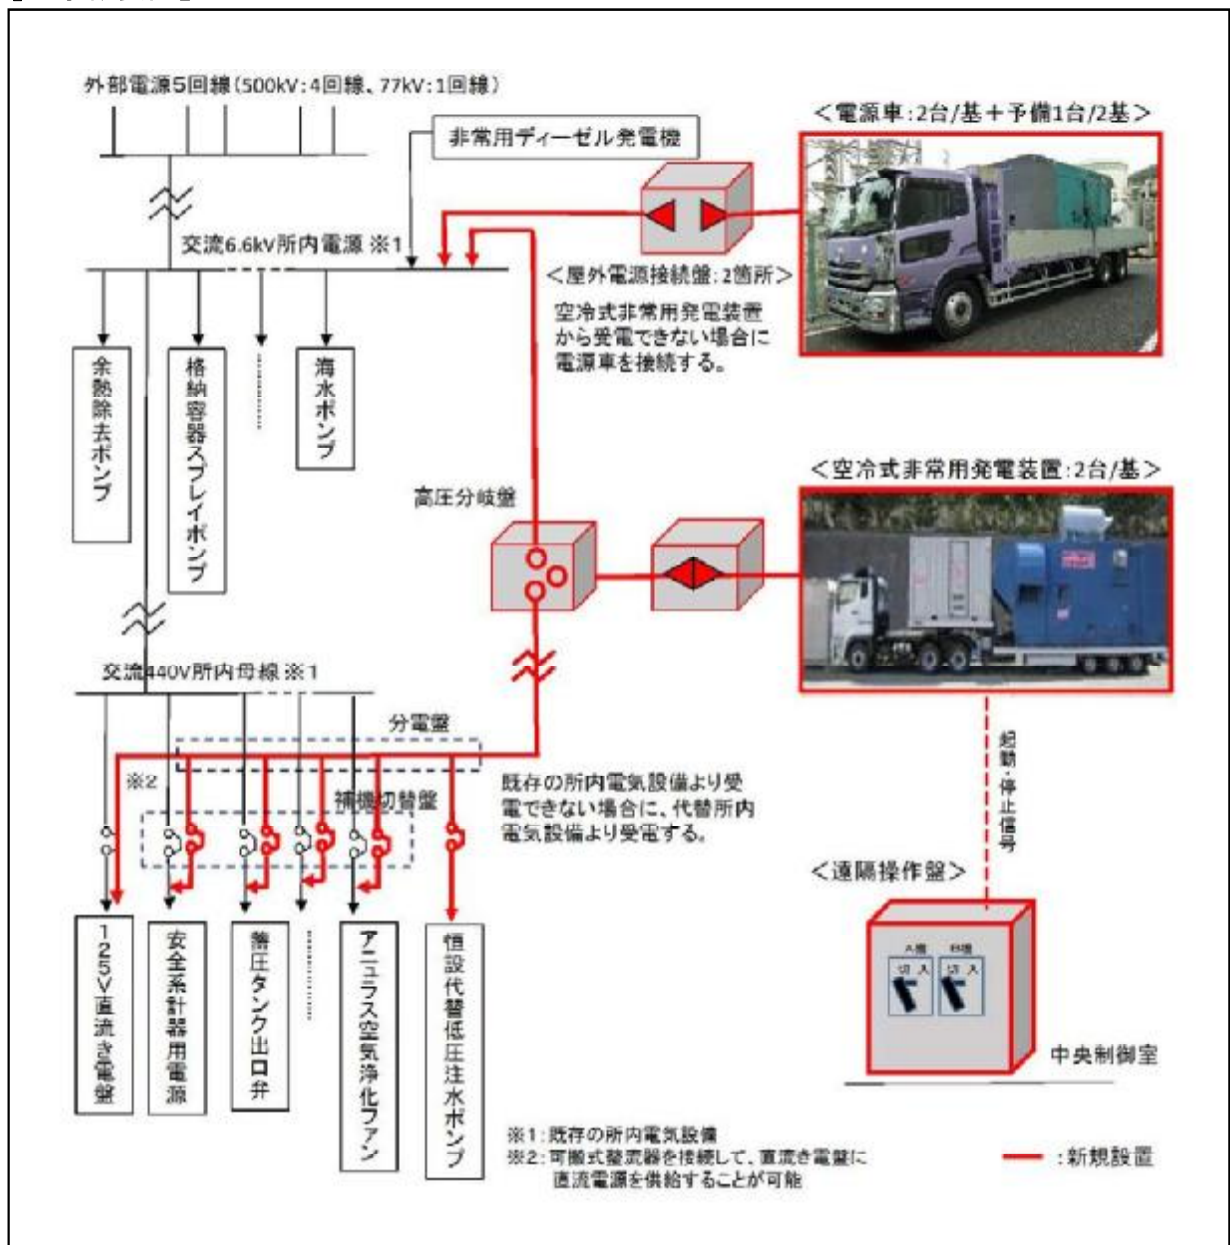 外部電源5回線(500kV:4回線、77kV:1回線)
非常用ディーゼル発電機
<電源車:2台/基+予備1台/2基>
交流6.6kV所内電源 ※1
<屋外電源接続盤:2箇所>
空冷式非常用発電装置
から受電できない場合に
電源車を接続する。
余熱除去ポンプ
格納容器スプレイポンプ
海水ポンプ
高圧分岐盤
<空冷式非常用発電装置:2台/基>
交流440V所内母線 ※1
分電盤
※2
補機切替盤
既存の所内電気設備より受
電できない場合に、代替所内
電気設備より受電する。
起動・停止信号
<遠隔操作盤>
A機
B機
切 入
切 入
中央制御室
125V直流き電盤
安全系計器用電源
蓄圧タンク出口弁
アニュラス空気浄化ファン
恒設代替低圧注水ポンプ
※1:既存の所内電気設備
※2:可搬式整流器を接続して、直流き電盤に
直流電源を供給することが可能
:新規設置